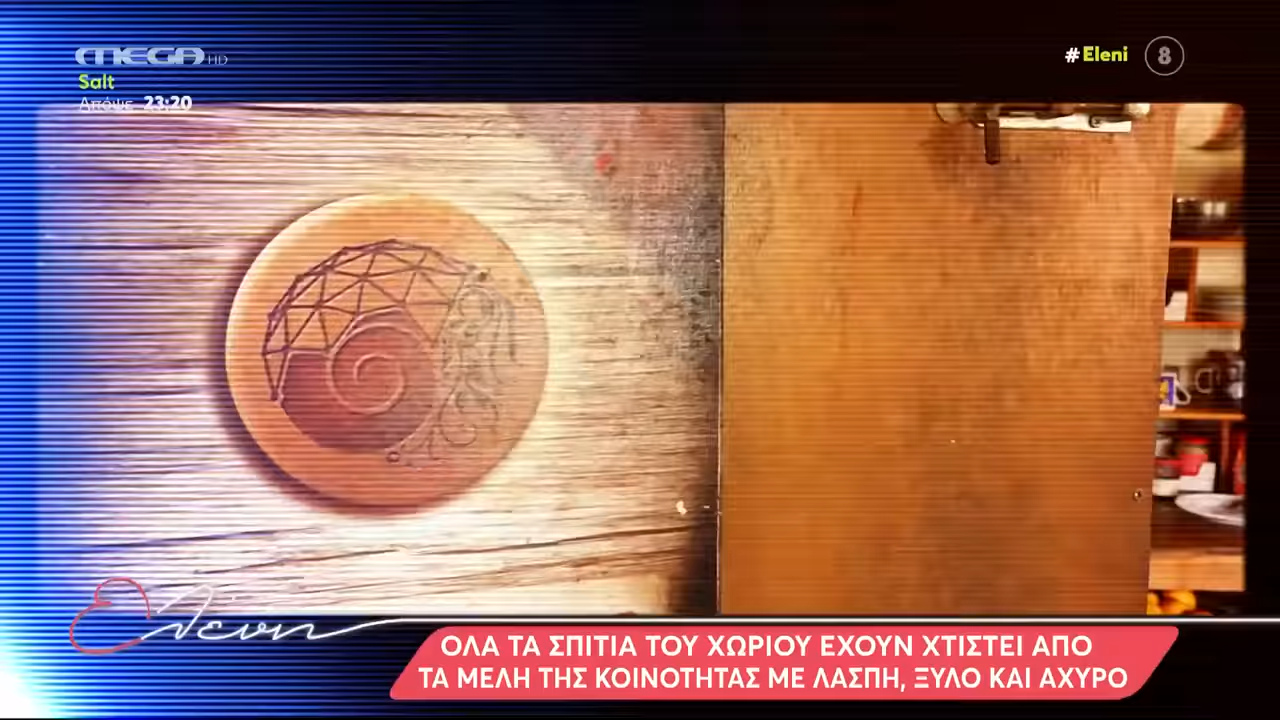 MEGA HD
Salt
Απόψε 23:20
#Eleni
8
Ελένη
ΟΛΑ ΤΑ ΣΠΙΤΙΑ ΤΟΥ ΧΩΡΙΟΥ ΕΧΟΥΝ ΧΤΙΣΤΕΙ ΑΠΟ
ΤΑ ΜΕΛΗ ΤΗΣ ΚΟΙΝΟΤΗΤΑΣ ΜΕ ΛΑΣΠΗ, ΞΥΛΟ ΚΑΙ ΑΧΥΡΟ